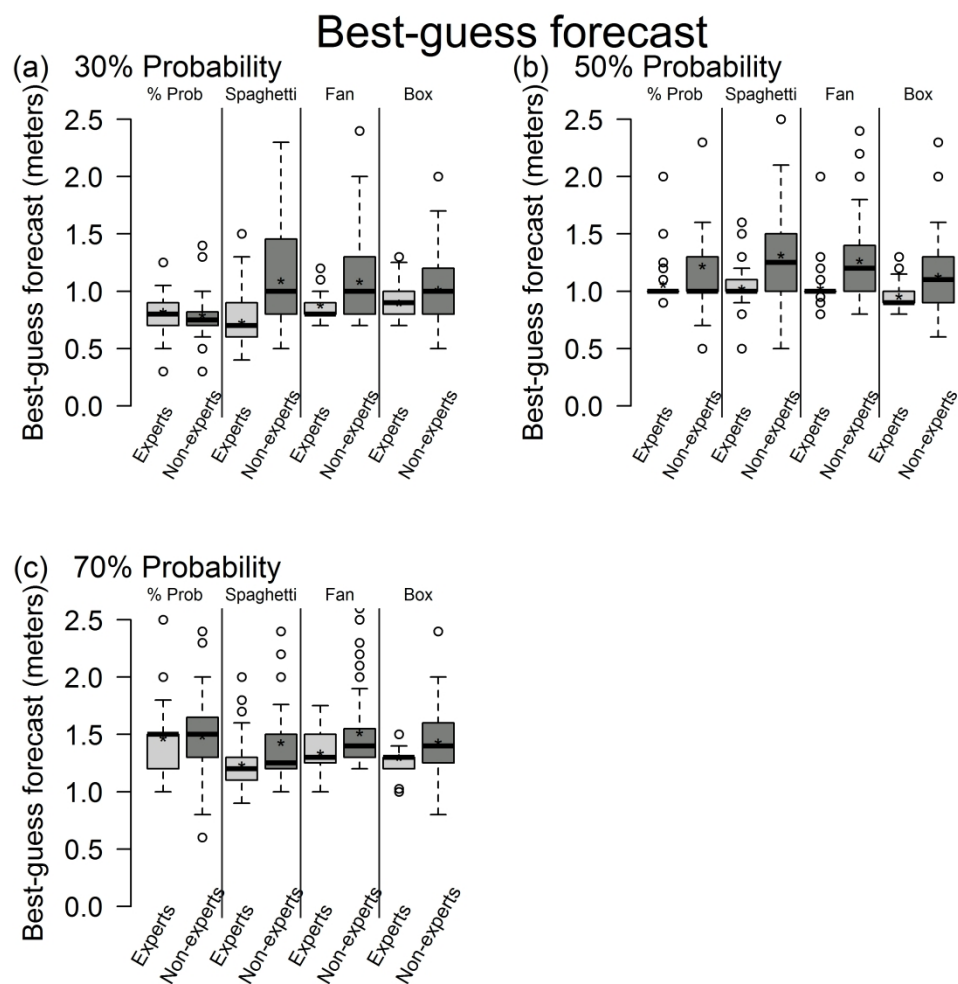 Best-guess forecast
(a) 30% Probability
% Prob Spaghetti Fan Box
Best-guess forecast (meters)
2.5
2.0
1.5
1.0
0.5
0.0
Experts Non-experts Experts Non-experts Experts Non-experts Experts Non-experts
(b) 50% Probability
% Prob Spaghetti Fan Box
Best-guess forecast (meters)
2.5
2.0
1.5
1.0
0.5
0.0
Experts Non-experts Experts Non-experts Experts Non-experts Experts Non-experts
(c) 70% Probability
% Prob Spaghetti Fan Box
Best-guess forecast (meters)
2.5
2.0
1.5
1.0
0.5
0.0
Experts Non-experts Experts Non-experts Experts Non-experts Experts Non-experts